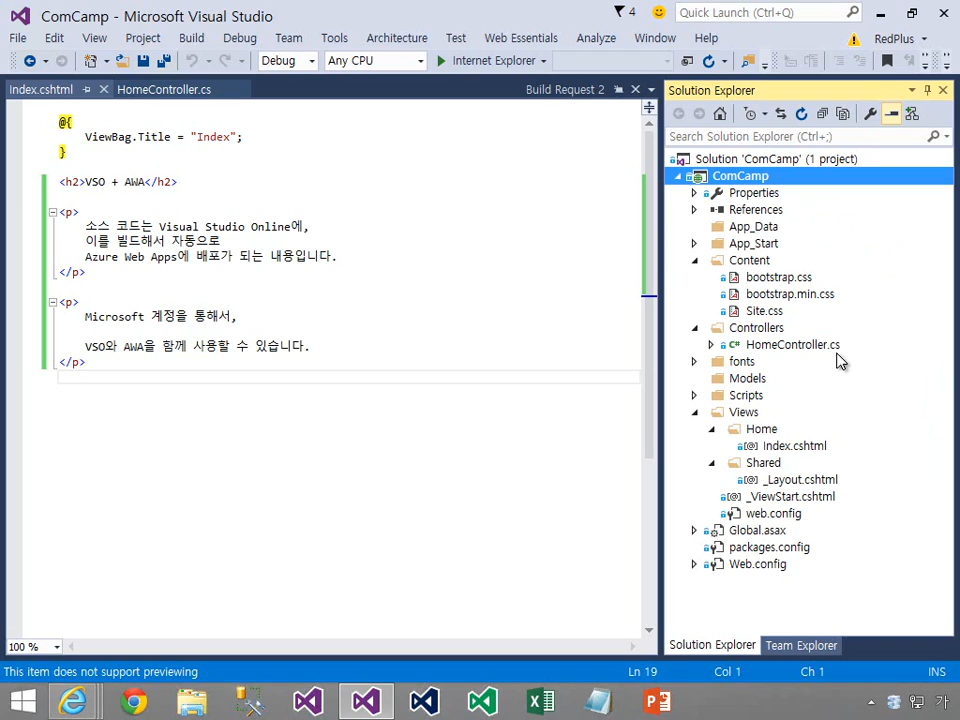 ComCamp - Microsoft Visual Studio
4
Quick Launch (Ctrl+Q)
File Edit View Project Build Debug Team Tools Architecture Test Web Essentials Analyze Window Help RedPlus
Debug Any CPU Internet Explorer
Index.cshtml HomeController.cs Build Request 2
@{
ViewBag.Title = "Index";
}
<h2>VSO + AWA</h2>
<p>
소스 코드는 Visual Studio Online에,
이를 빌드해서 자동으로
Azure Web Apps에 배포가 되는 내용입니다.
</p>
<p>
Microsoft 계정을 통해서,
VSO와 AWA을 함께 사용할 수 있습니다.
</p>
100 %
Solution Explorer
Search Solution Explorer (Ctrl+;)
Solution 'ComCamp' (1 project)
ComCamp
Properties
References
App_Data
App_Start
Content
bootstrap.css
bootstrap.min.css
Site.css
Controllers
C# HomeController.cs
fonts
Models
Scripts
Views
Home
[@] Index.cshtml
Shared
[@] _Layout.cshtml
[@] _ViewStart.cshtml
web.config
Global.asax
packages.config
Web.config
Solution Explorer Team Explorer
This item does not support previewing Ln 19 Col 1 Ch 1 INS
가